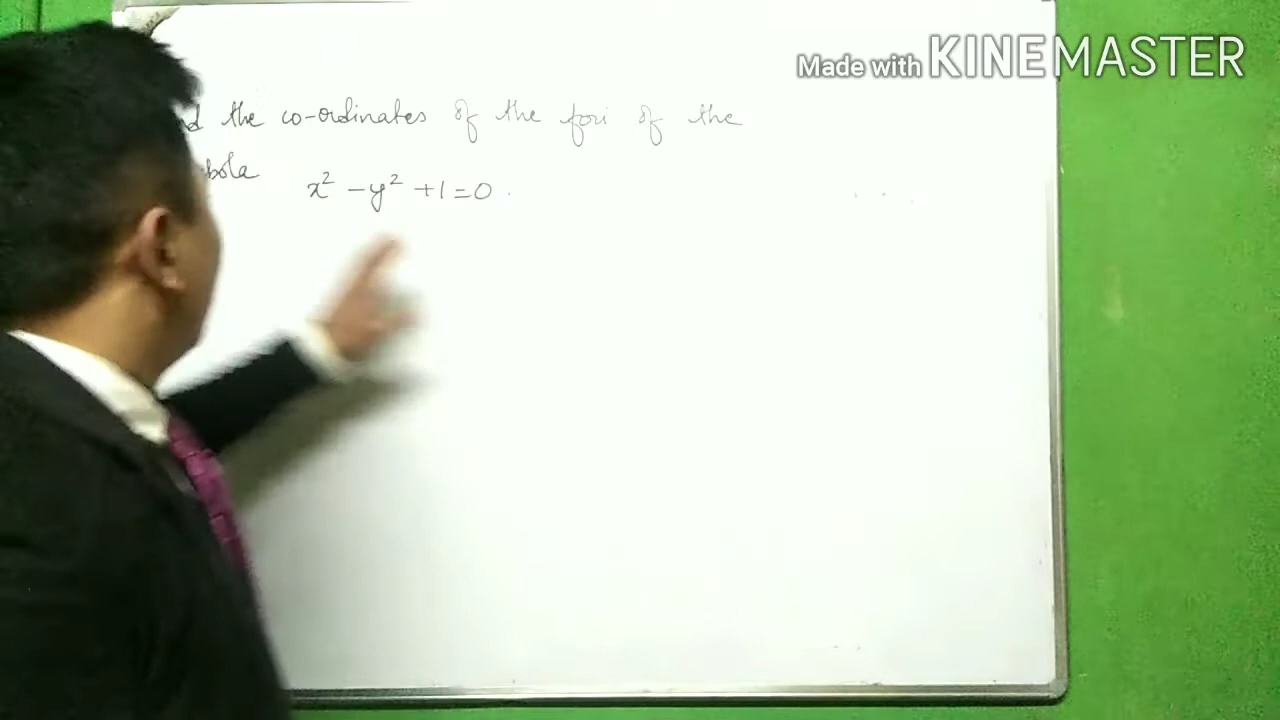 Made with KINEMASTER
d the co-ordinates of the foci of the
bola
x² - y² + 1 = 0.